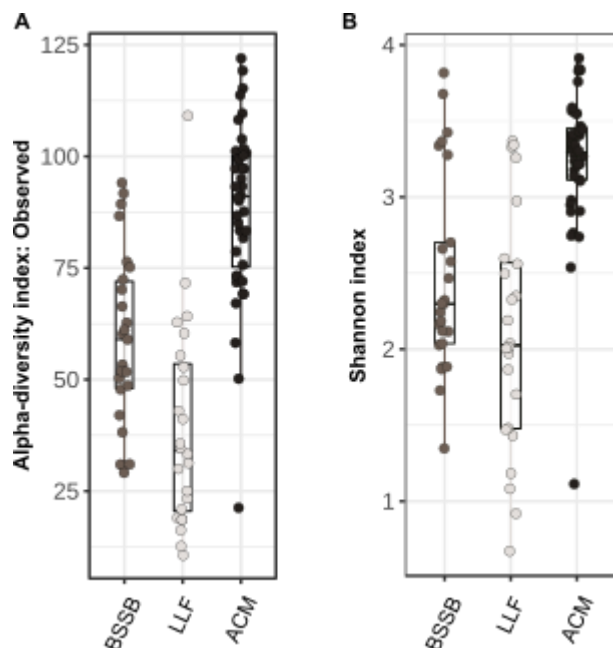 A
Alpha-diversity index: Observed
125
100
75
50
25
BSSB
LLF
ACM
B
Shannon index
4
3
2
1
BSSB
LLF
ACM